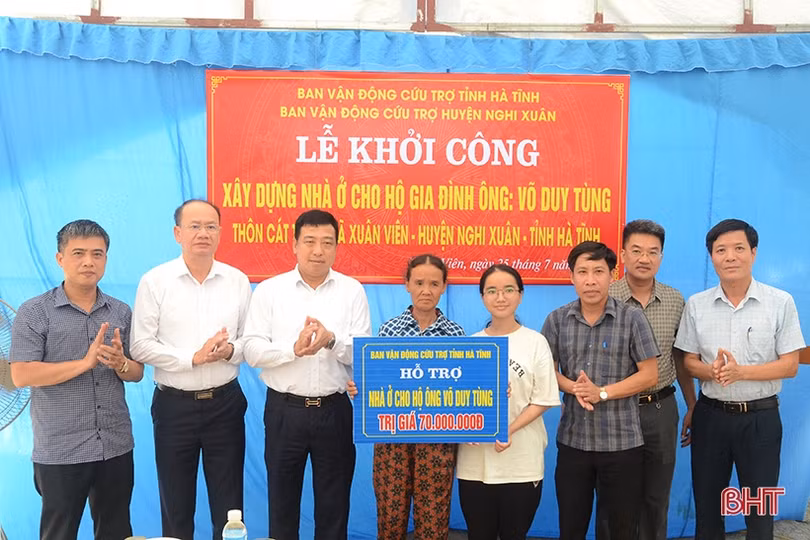 BAN VẬN ĐỘNG CỨU TRỢ TỈNH HÀ TĨNH
BAN VẬN ĐỘNG CỨU TRỢ HUYỆN NGHI XUÂN
LỄ KHỞI CÔNG
XÂY DỰNG NHÀ Ở CHO HỘ GIA ĐÌNH ÔNG: VÕ DUY TÙNG
THÔN CÁT XÃ XUÂN VIÊN - HUYỆN NGHI XUÂN - TỈNH HÀ TĨNH
Viên, ngày 25 tháng 7 năm
BAN VẬN ĐỘNG CỨU TRỢ TỈNH HÀ TĨNH
HỖ TRỢ
NHÀ Ở CHO HỘ ÔNG VÕ DUY TÙNG
TRỊ GIÁ 70.000.000Đ
BHT